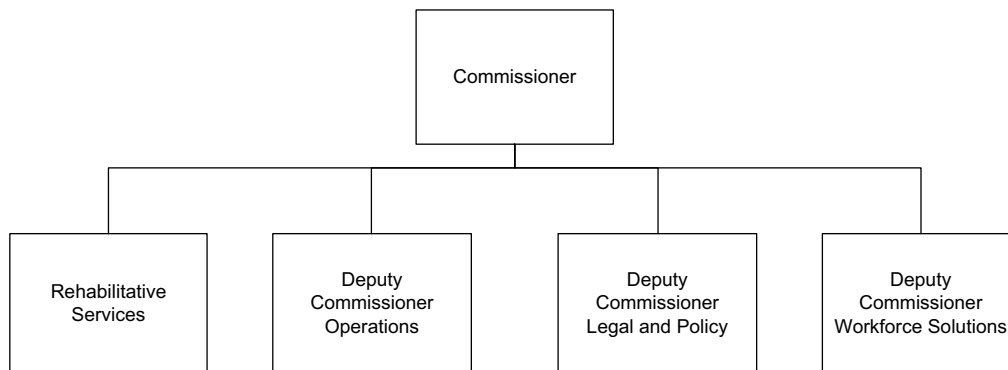 Commissioner
Rehabilitative
Services
Deputy
Commissioner
Operations
Deputy
Commissioner
Legal and Policy
Deputy
Commissioner
Workforce Solutions